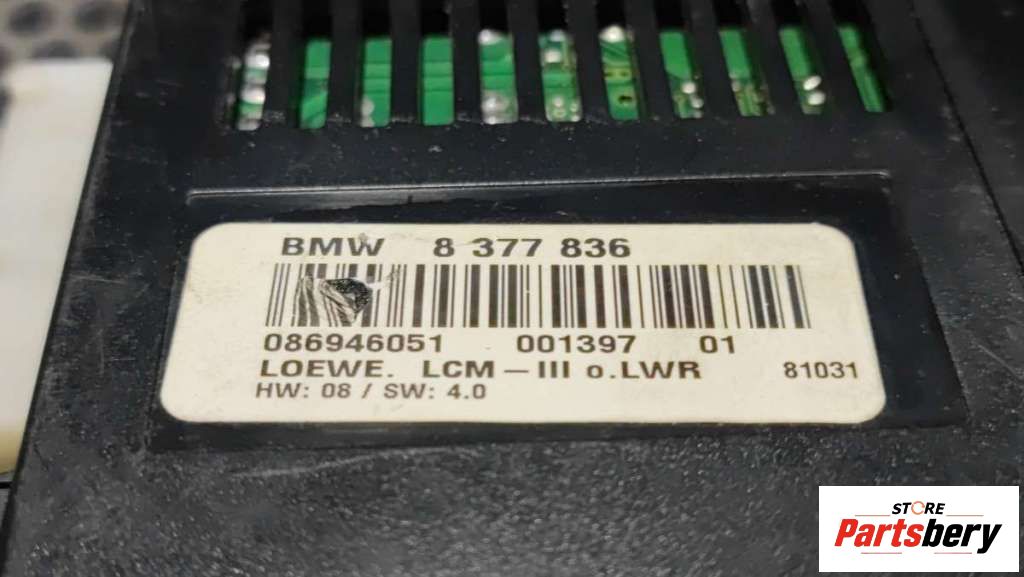 BMW 8 377 836
086946051 001397 01
LOEWE. LCM – III o.LWR 81031
HW: 08 / SW: 4.0
STORE
Partsbery